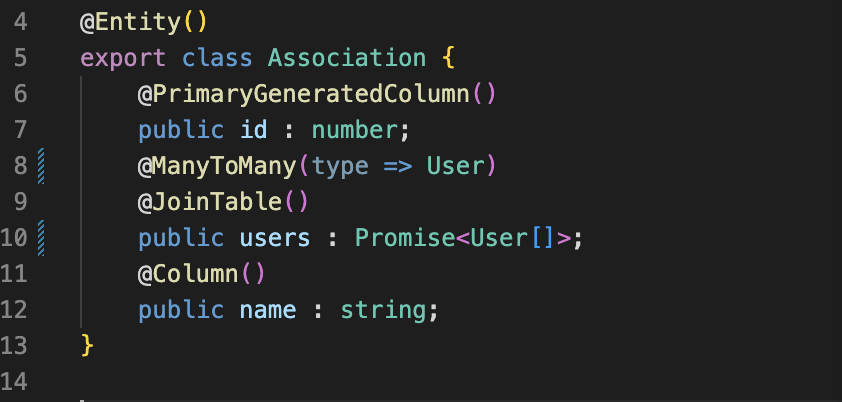 4 @Entity()
5 export class Association {
6 @PrimaryGeneratedColumn()
7 public id : number;
8 @ManyToMany(type => User)
9 @JoinTable()
10 public users : Promise<User[]>;
11 @Column()
12 public name : string;
13 }
14